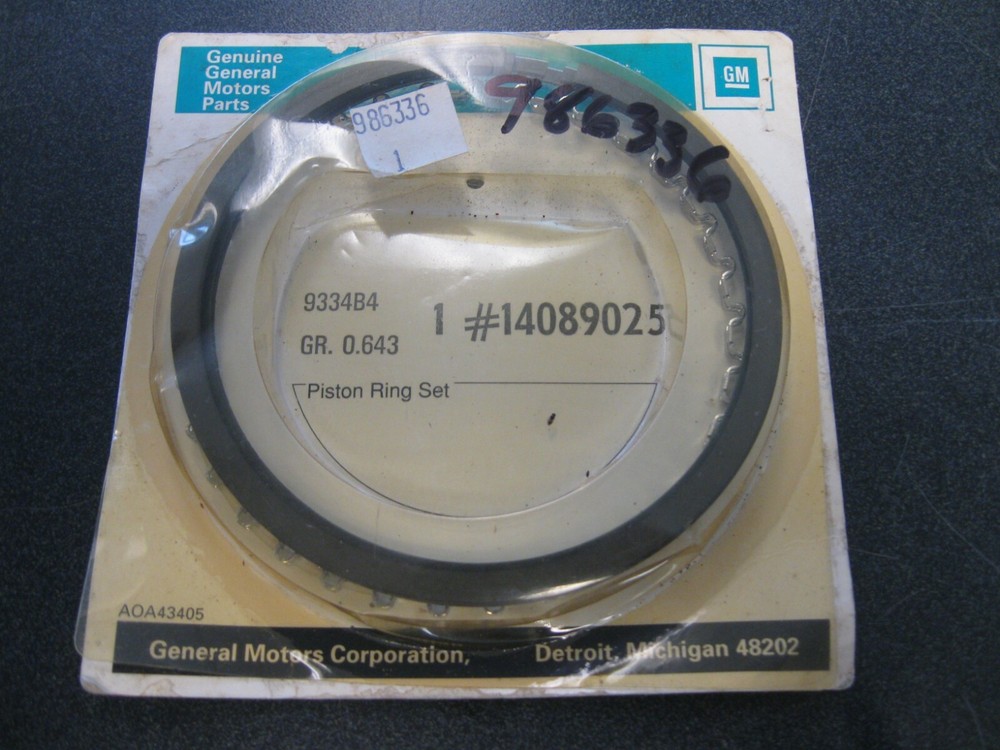 Genuine
General
Motors
Parts
GM
986336
1
986336
9334B4
1 #14089025
GR. 0.643
Piston Ring Set
AOA43405
General Motors Corporation, Detroit, Michigan 48202